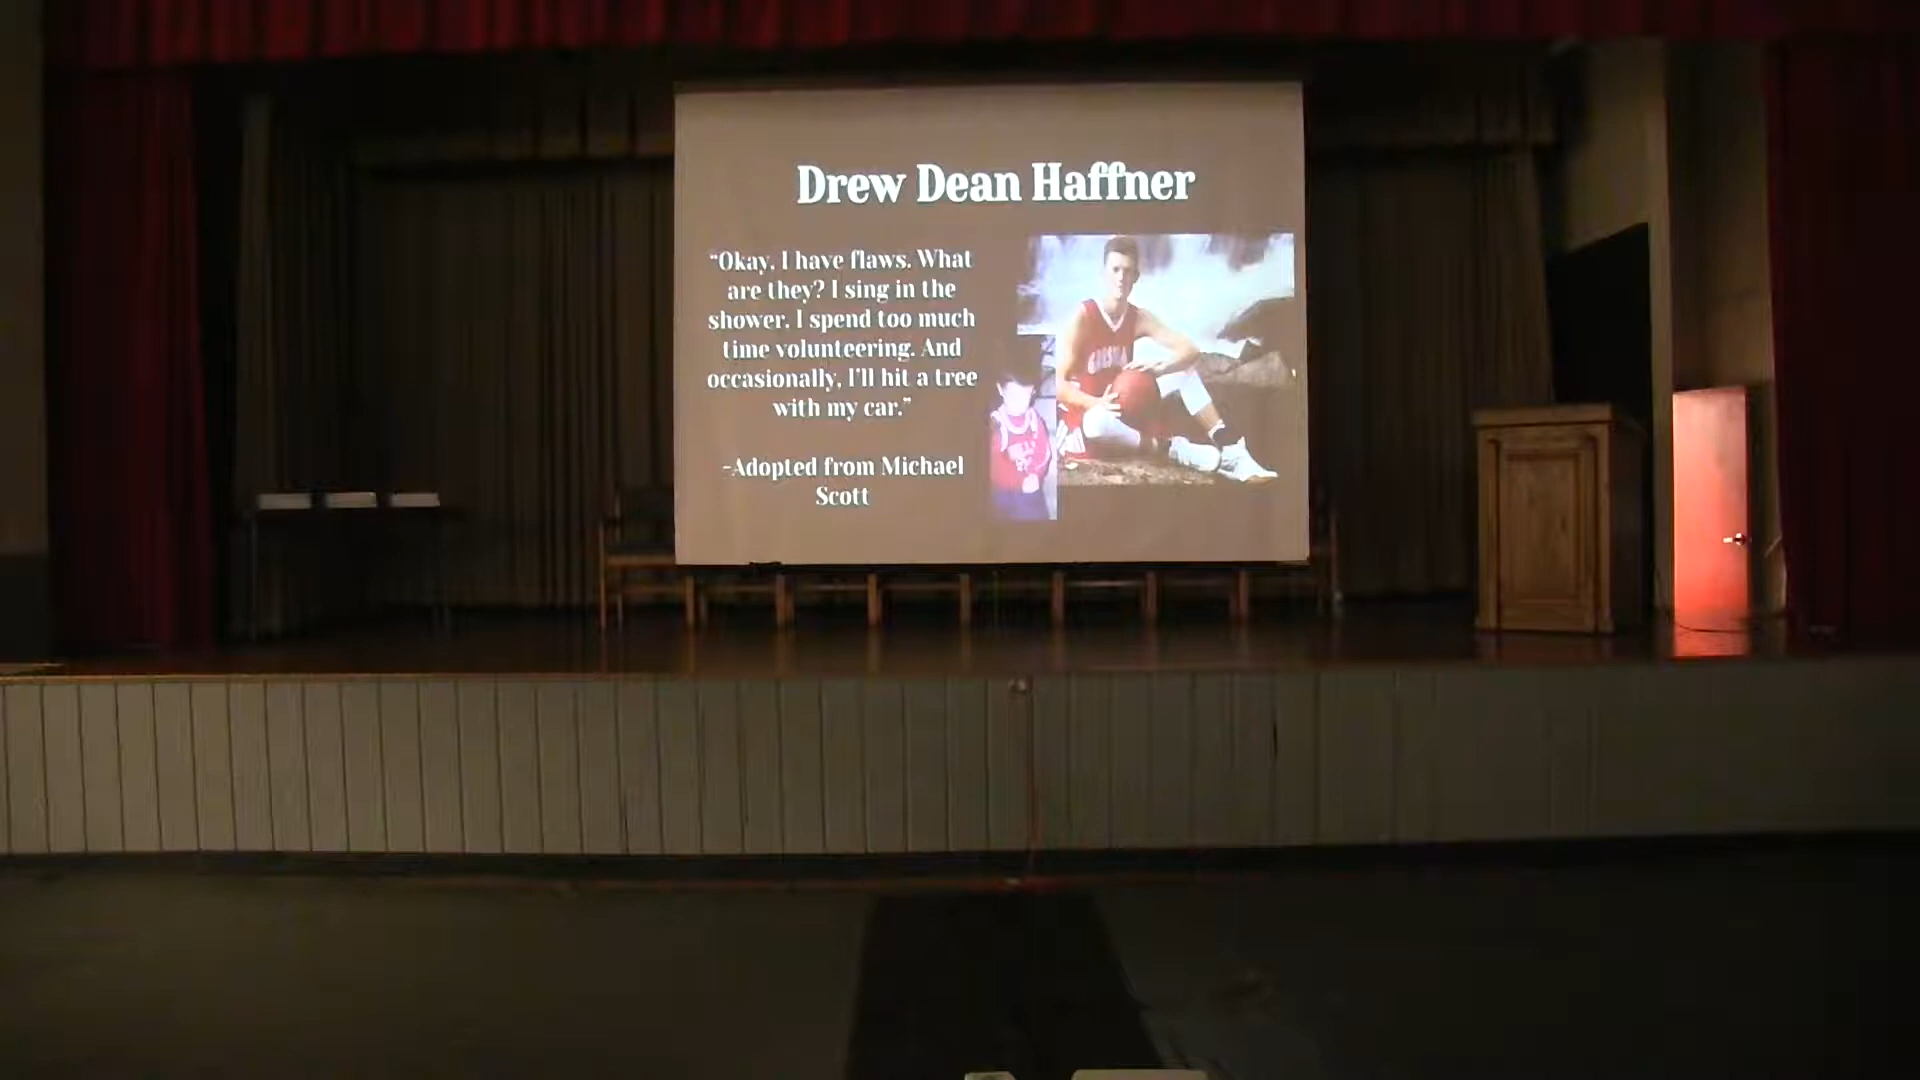 Drew Dean Haffner
“Okay, I have flaws. What
are they? I sing in the
shower. I spend too much
time volunteering. And
occasionally, I'll hit a tree
with my car.”
-Adopted from Michael
Scott